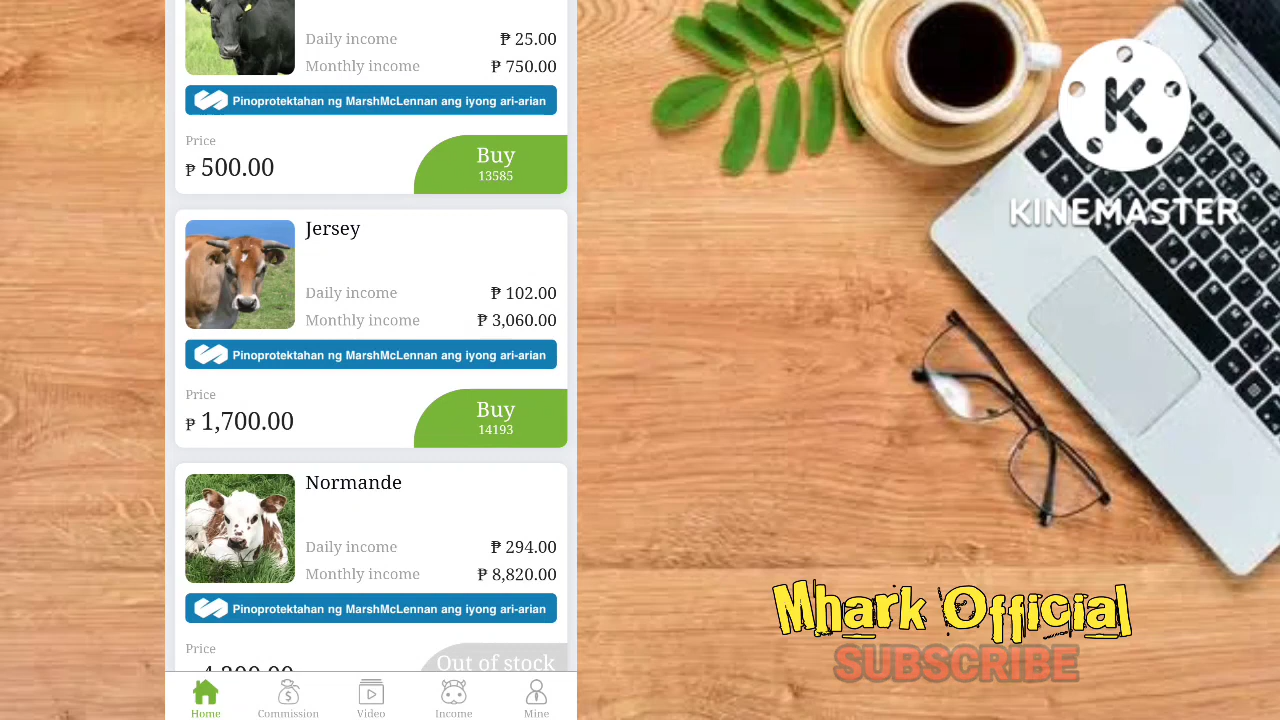 Daily income ₱ 25.00
Monthly income ₱ 750.00
Pinoprotektahan ng MarshMcLennan ang iyong ari-arian
Price
₱ 500.00
Buy
13585
Jersey
Daily income ₱ 102.00
Monthly income ₱ 3,060.00
Pinoprotektahan ng MarshMcLennan ang iyong ari-arian
Price
₱ 1,700.00
Buy
14193
Normande
Daily income ₱ 294.00
Monthly income ₱ 8,820.00
Pinoprotektahan ng MarshMcLennan ang iyong ari-arian
Price
Out of stock
Home Commission Video Income Mine
K
KINEMASTER
Mhark Official
SUBSCRIBE